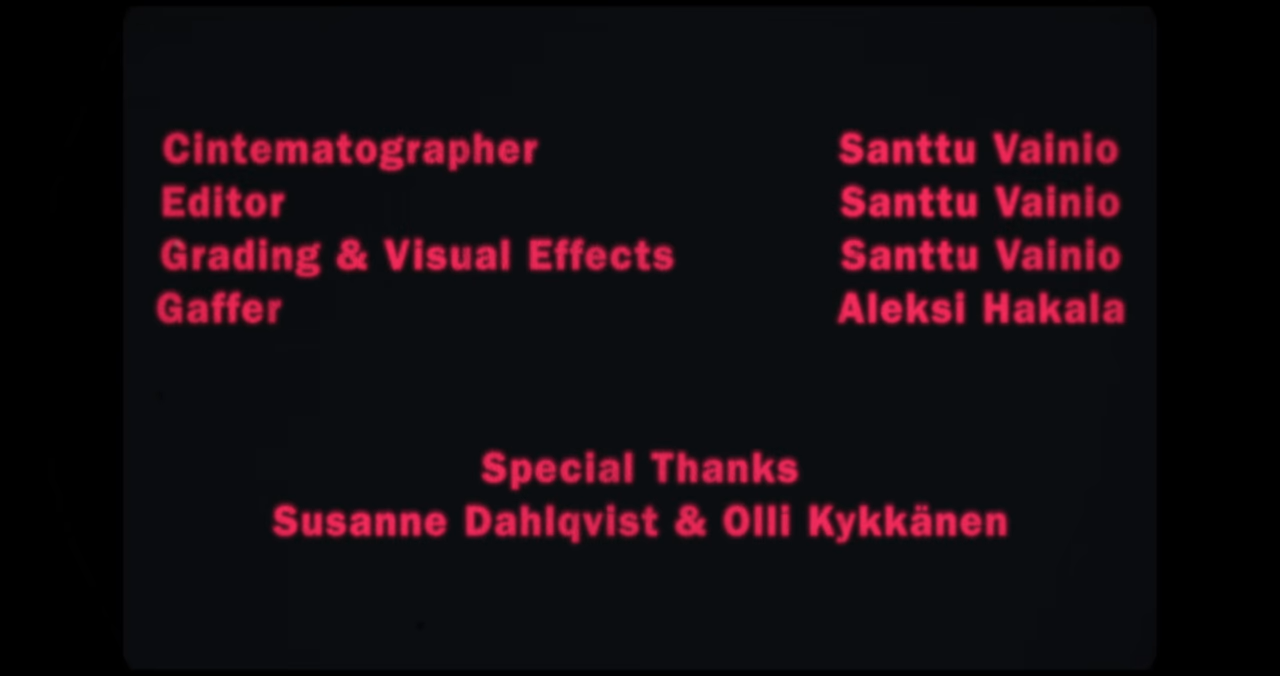 Cintematographer Santtu Vainio
Editor Santtu Vainio
Grading & Visual Effects Santtu Vainio
Gaffer Aleksi Hakala
Special Thanks
Susanne Dahlqvist & Olli Kykkänen